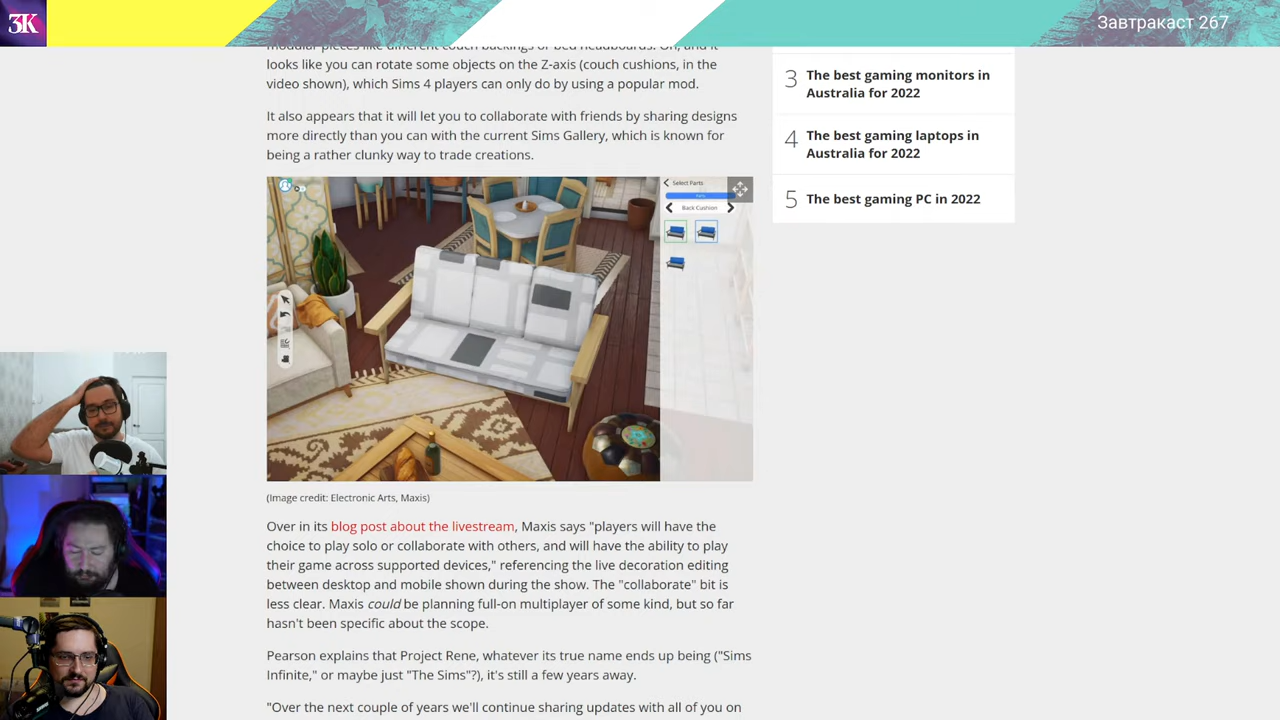 3K
Завтракаст 267
modular pieces like different couch backings or bed headboards. Oh, and it
looks like you can rotate some objects on the Z-axis (couch cushions, in the
video shown), which Sims 4 players can only do by using a popular mod.
It also appears that it will let you to collaborate with friends by sharing designs
more directly than you can with the current Sims Gallery, which is known for
being a rather clunky way to trade creations.
Select Parts
Back Cushion
(Image credit: Electronic Arts, Maxis)
Over in its blog post about the livestream, Maxis says "players will have the
choice to play solo or collaborate with others, and will have the ability to play
their game across supported devices," referencing the live decoration editing
between desktop and mobile shown during the show. The "collaborate" bit is
less clear. Maxis could be planning full-on multiplayer of some kind, but so far
hasn't been specific about the scope.
Pearson explains that Project Rene, whatever its true name ends up being ("Sims
Infinite," or maybe just "The Sims"?), it's still a few years away.
"Over the next couple of years we'll continue sharing updates with all of you on
3 The best gaming monitors in
Australia for 2022
4 The best gaming laptops in
Australia for 2022
5 The best gaming PC in 2022